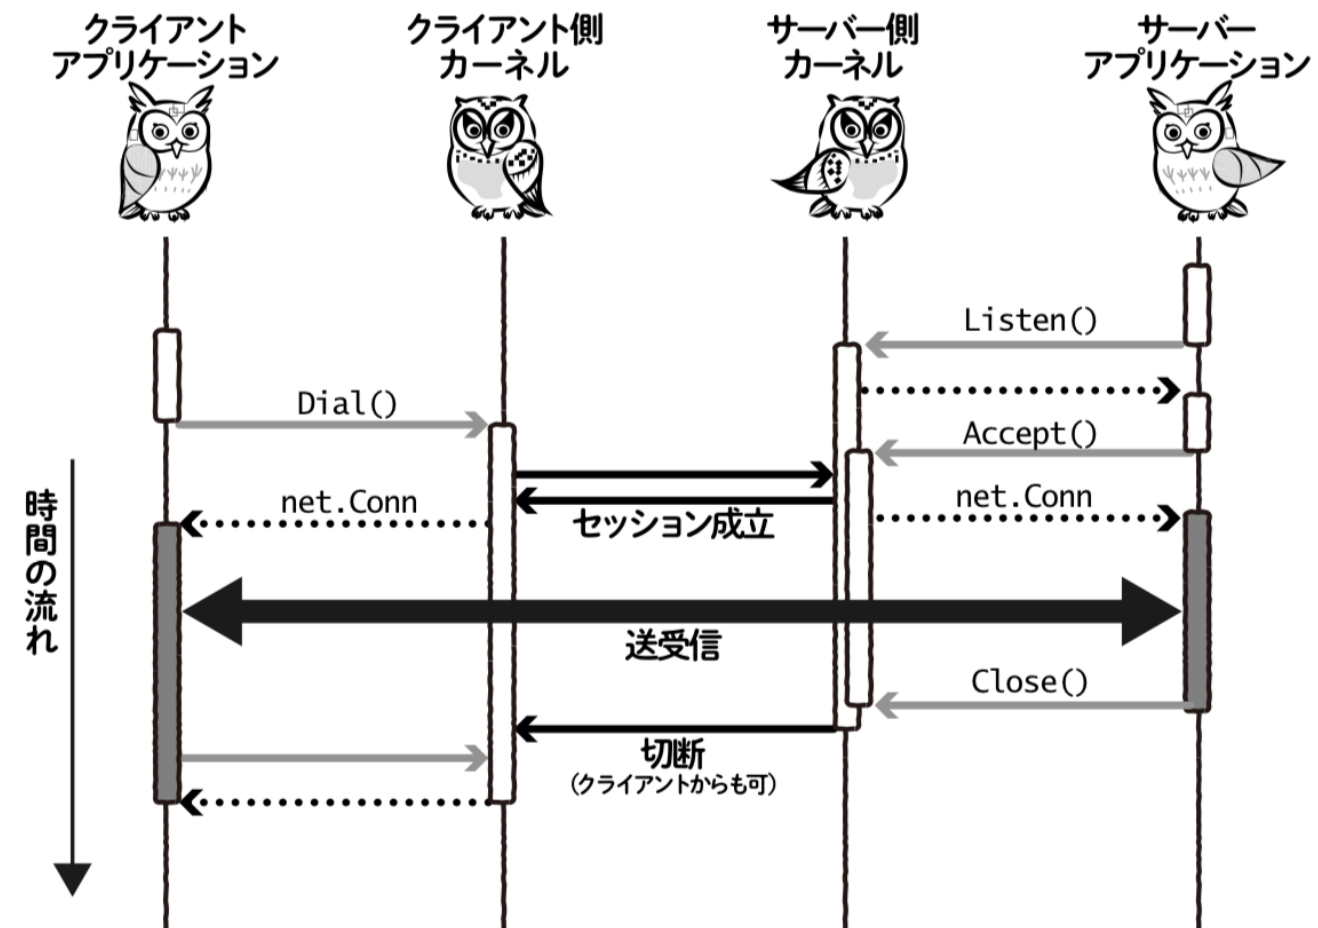 クライアント
アプリケーション
クライアント側
カーネル
サーバー側
カーネル
サーバー
アプリケーション
Listen()
Dial()
Accept()
net.Conn
net.Conn
セッション成立
時間の流れ
送受信
Close()
切断
(クライアントからも可)